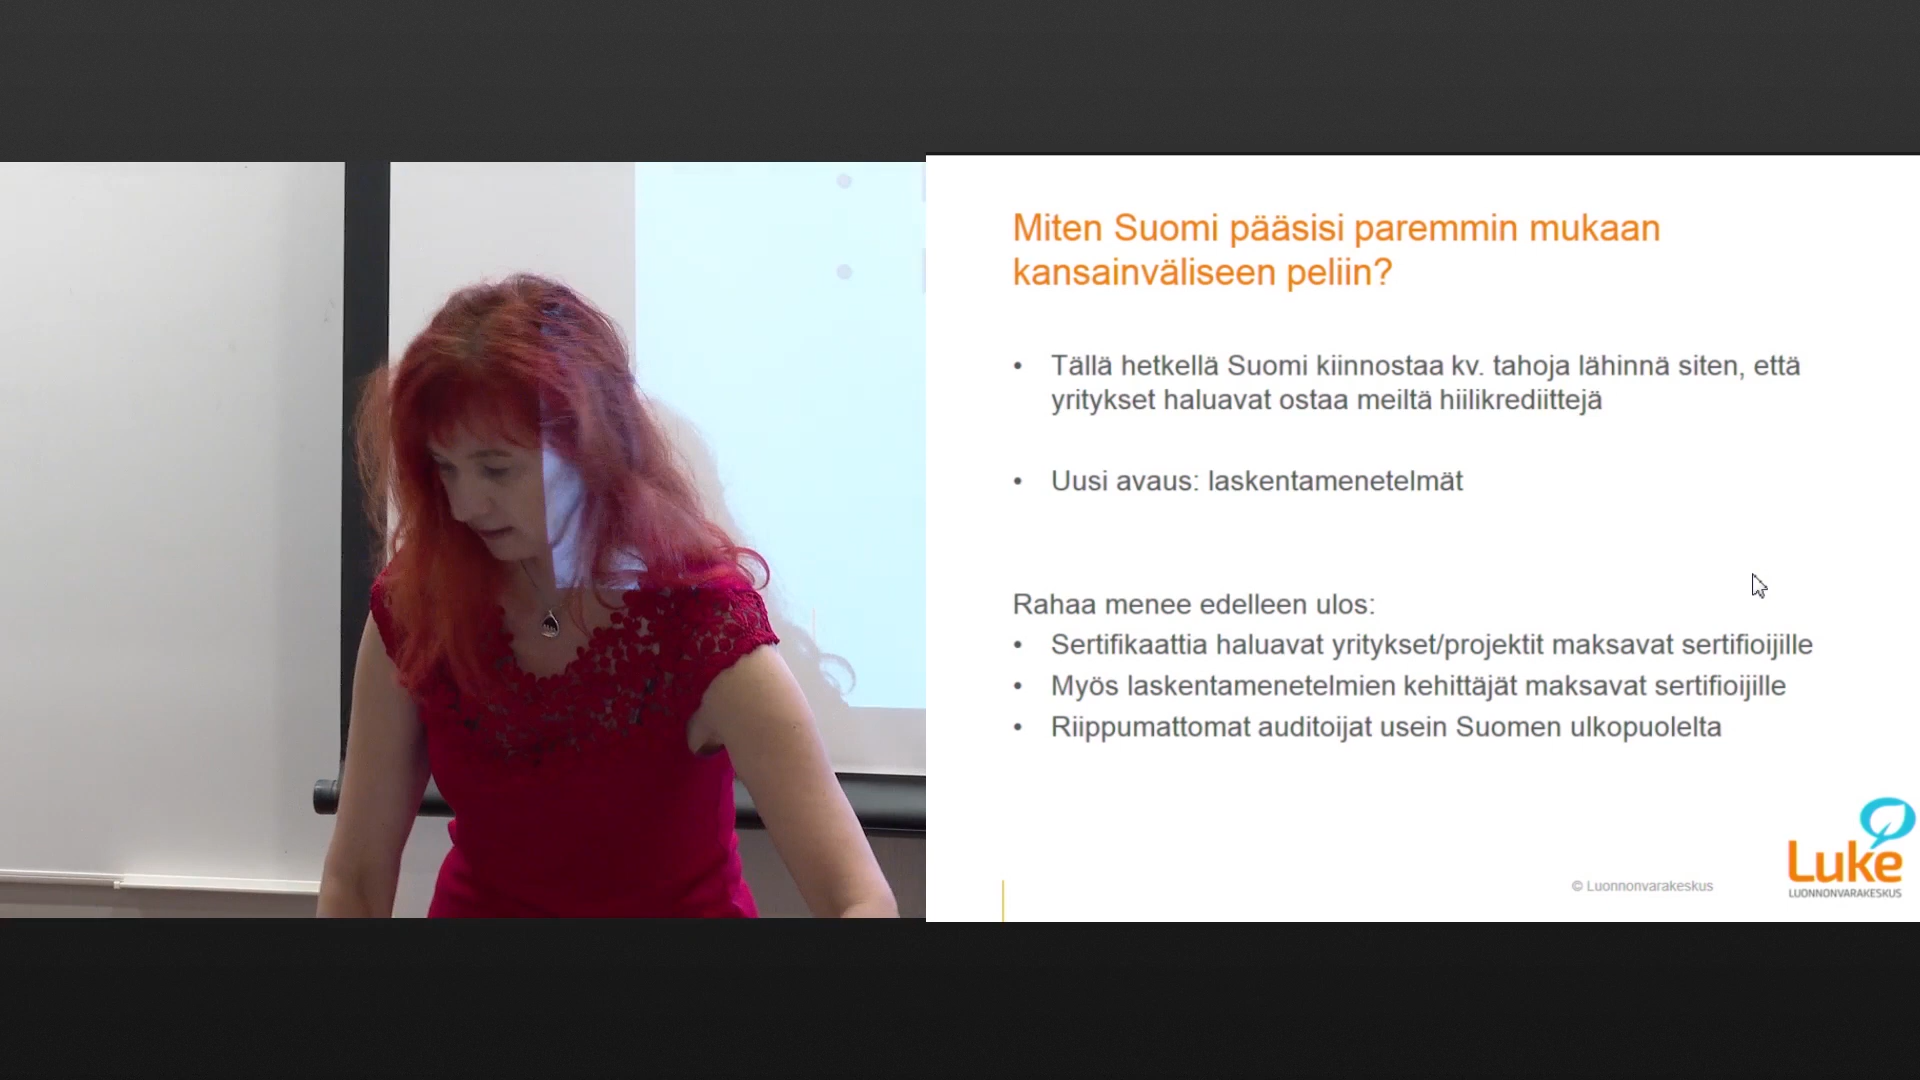 Miten Suomi pääsisi paremmin mukaan
kansainväliseen peliin?
• Tällä hetkellä Suomi kiinnostaa kv. tahoja lähinnä siten, että
yritykset haluavat ostaa meiltä hiilikrediittejä
• Uusi avaus: laskentamenetelmät
Rahaa menee edelleen ulos:
• Sertifikaattia haluavat yritykset/projektit maksavat sertifioijille
• Myös laskentamenetelmien kehittäjät maksavat sertifioijille
• Riippumattomat auditoijat usein Suomen ulkopuolelta
© Luonnonvarakeskus
Luke
LUONNONVARAKESKUS